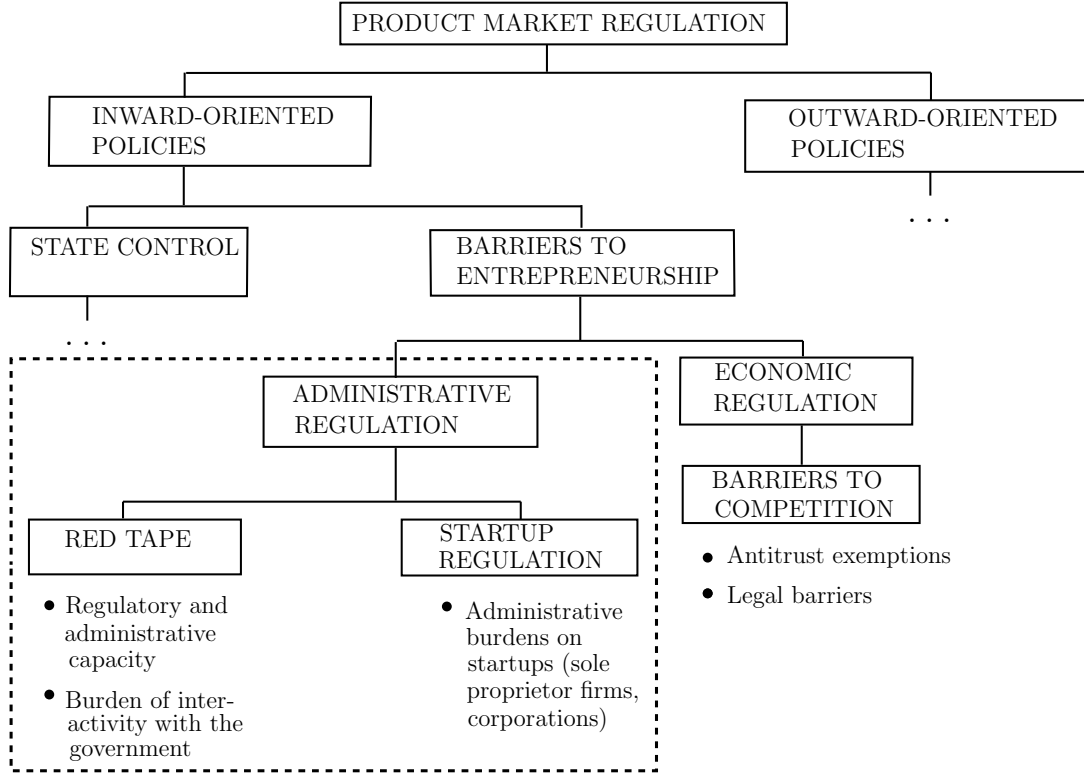 PRODUCT MARKET REGULATION
INWARD-ORIENTED
POLICIES
OUTWARD-ORIENTED
POLICIES
. . .
STATE CONTROL
. . .
BARRIERS TO
ENTREPRENEURSHIP
ADMINISTRATIVE
REGULATION
ECONOMIC
REGULATION
BARRIERS TO
COMPETITION
• Antitrust exemptions
• Legal barriers
RED TAPE
• Regulatory and
administrative
capacity
• Burden of inter-
activity with the
government
STARTUP
REGULATION
• Administrative
burdens on
startups (sole
proprietor firms,
corporations)